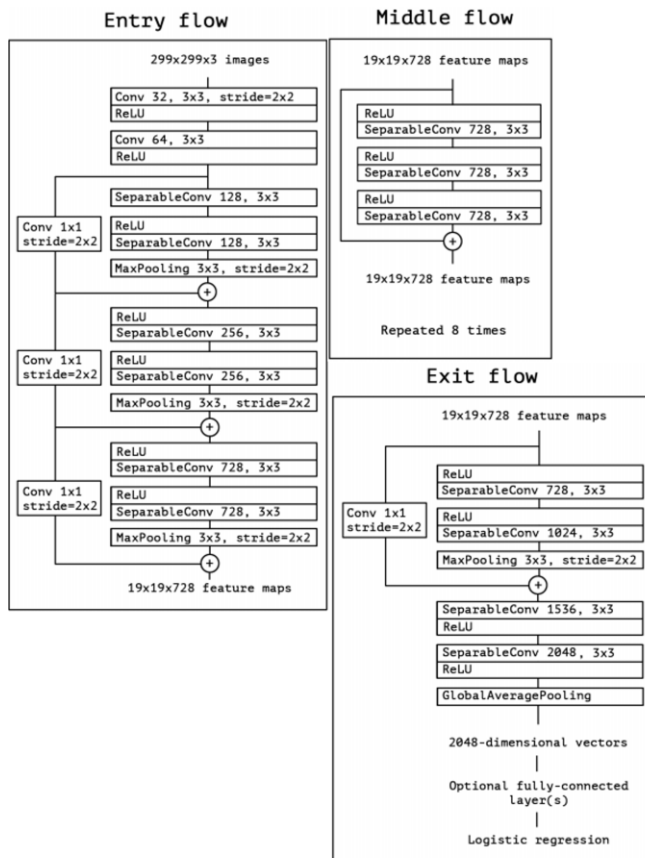 Entry flow
299x299x3 images
Conv 32, 3x3, stride=2x2
ReLU
Conv 64, 3x3
ReLU
SeparableConv 128, 3x3
Conv 1x1
stride=2x2
ReLU
SeparableConv 128, 3x3
MaxPooling 3x3, stride=2x2
+
ReLU
SeparableConv 256, 3x3
Conv 1x1
stride=2x2
ReLU
SeparableConv 256, 3x3
MaxPooling 3x3, stride=2x2
+
ReLU
SeparableConv 728, 3x3
Conv 1x1
stride=2x2
ReLU
SeparableConv 728, 3x3
MaxPooling 3x3, stride=2x2
+
19x19x728 feature maps
Middle flow
19x19x728 feature maps
ReLU
SeparableConv 728, 3x3
ReLU
SeparableConv 728, 3x3
ReLU
SeparableConv 728, 3x3
+
19x19x728 feature maps
Repeated 8 times
Exit flow
19x19x728 feature maps
ReLU
SeparableConv 728, 3x3
Conv 1x1
stride=2x2
ReLU
SeparableConv 1024, 3x3
MaxPooling 3x3, stride=2x2
+
SeparableConv 1536, 3x3
ReLU
SeparableConv 2048, 3x3
ReLU
GlobalAveragePooling
2048-dimensional vectors
Optional fully-connected
layer(s)
Logistic regression